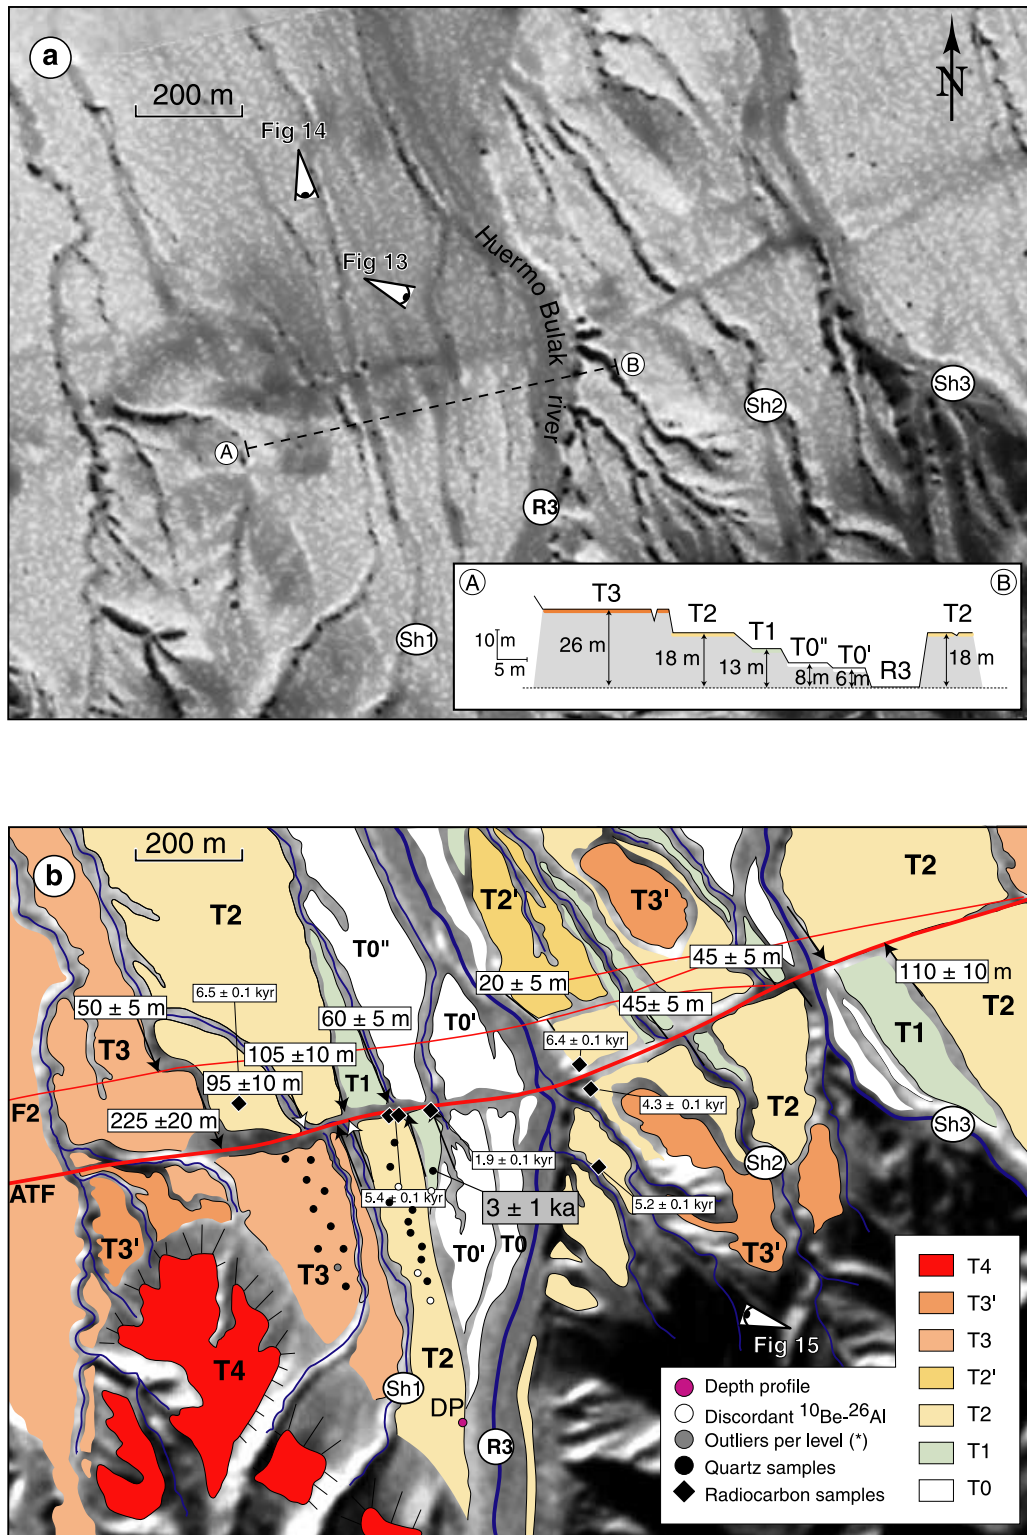 a
200 m
N
Fig 14
Fig 13
Huermo Bulak river
B
A
Sh2
Sh3
R3
Sh1
A
B
T3
T2
T1
T0"
T0'
R3
T2
10 m
5 m
26 m
18 m
13 m
8 m
6 m
18 m
b
200 m
T2
T2
T2'
T3'
T0"
45 ± 5 m
110 ± 10 m
20 ± 5 m
6.5 ± 0.1 kyr
50 ± 5 m
60 ± 5 m
45± 5 m
T2
T3
T0'
T1
105 ±10 m
6.4 ± 0.1 kyr
95 ±10 m
T1
F2
225 ±20 m
4.3 ± 0.1 kyr
T2
Sh3
1.9 ± 0.1 kyr
Sh2
ATF
5.4 ± 0.1 kyr
3 ± 1 ka
5.2 ± 0.1 kyr
T3'
T0'
T0
T3'
T3
T4
T2
Fig 15
Sh1
DP
R3
T4
T3'
T3
T2'
T2
T1
T0
Depth profile
Discordant ¹⁰Be-²⁶Al
Outliers per level (*)
Quartz samples
Radiocarbon samples